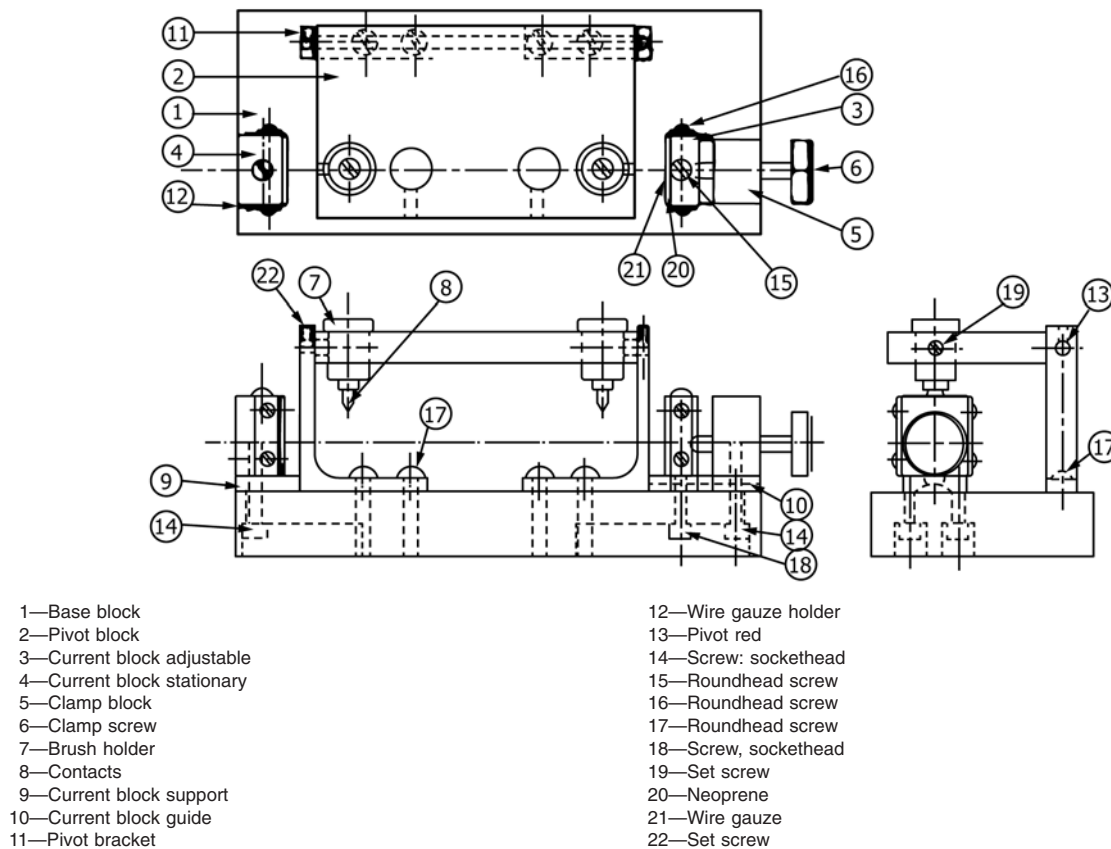 11
2
1
4
12
16
3
6
5
21
20
15
22
7
8
19
13
17
17
9
10
14
14
18
1—Base block
2—Pivot block
3—Current block adjustable
4—Current block stationary
5—Clamp block
6—Clamp screw
7—Brush holder
8—Contacts
9—Current block support
10—Current block guide
11—Pivot bracket
12—Wire gauze holder
13—Pivot red
14—Screw: sockethead
15—Roundhead screw
16—Roundhead screw
17—Roundhead screw
18—Screw, sockethead
19—Set screw
20—Neoprene
21—Wire gauze
22—Set screw